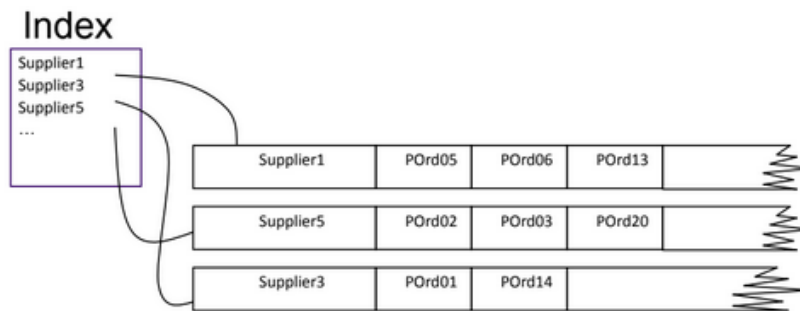 Index
Supplier1
Supplier3
Supplier5
...
Supplier1 POrd05 POrd06 POrd13
Supplier5 POrd02 POrd03 POrd20
Supplier3 POrd01 POrd14